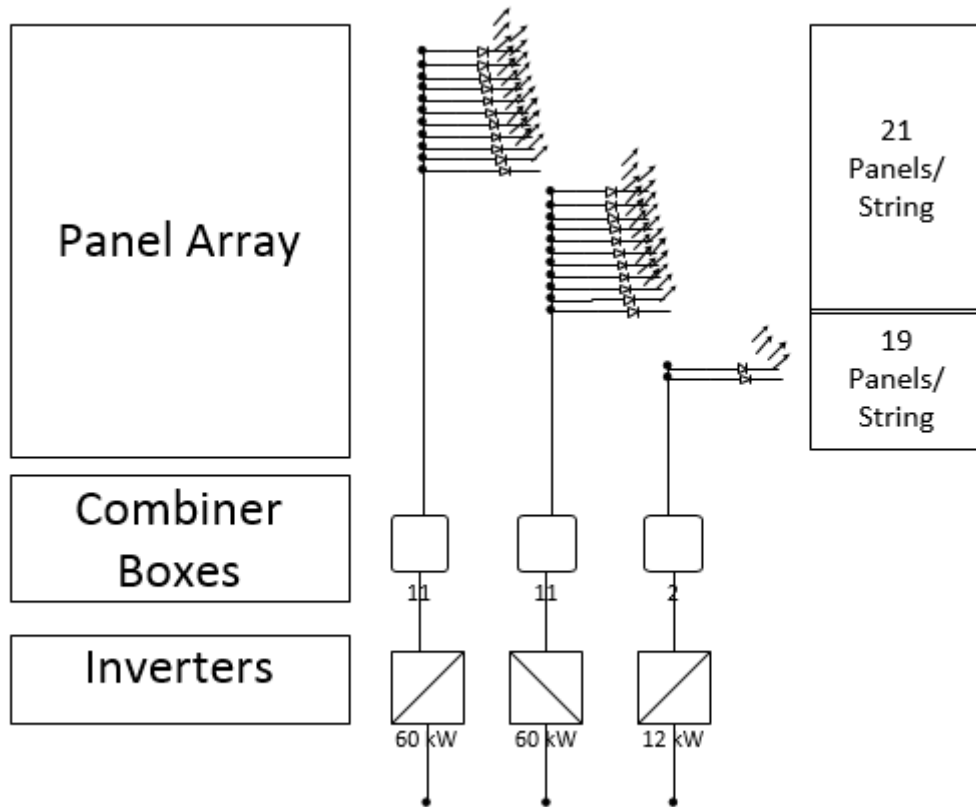 21
Panels/
String
Panel Array
19
Panels/
String
Combiner
Boxes
11
11
2
Inverters
60 kW
60 kW
12 kW